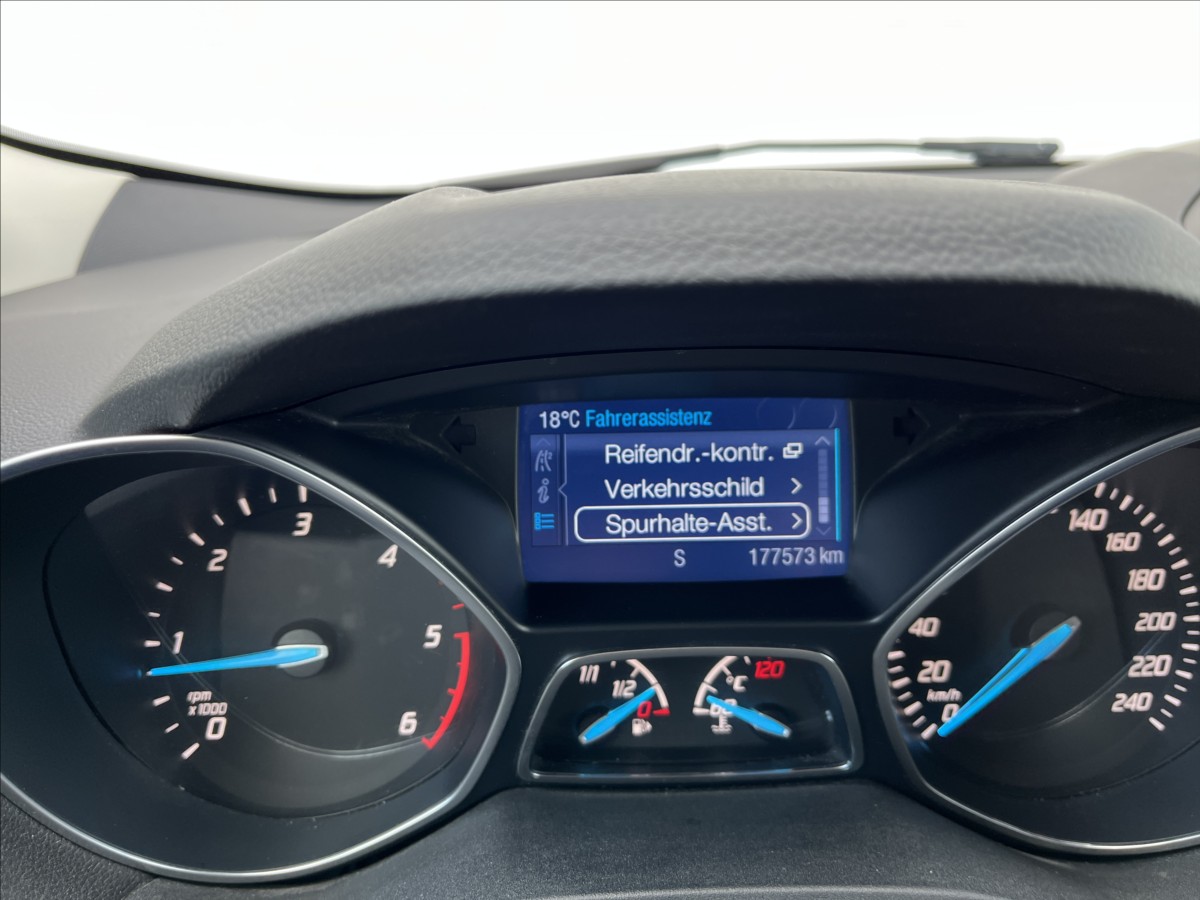 18°C Fahrerassistenz
Reifendr.-kontr.
Verkehrsschild
Spurhalte-Asst.
S 177573 km
0
1
2
3
4
5
6
rpm
x1000
1/1
1/2
0
°C
120
60
0
20
40
140
160
180
200
220
240
km/h